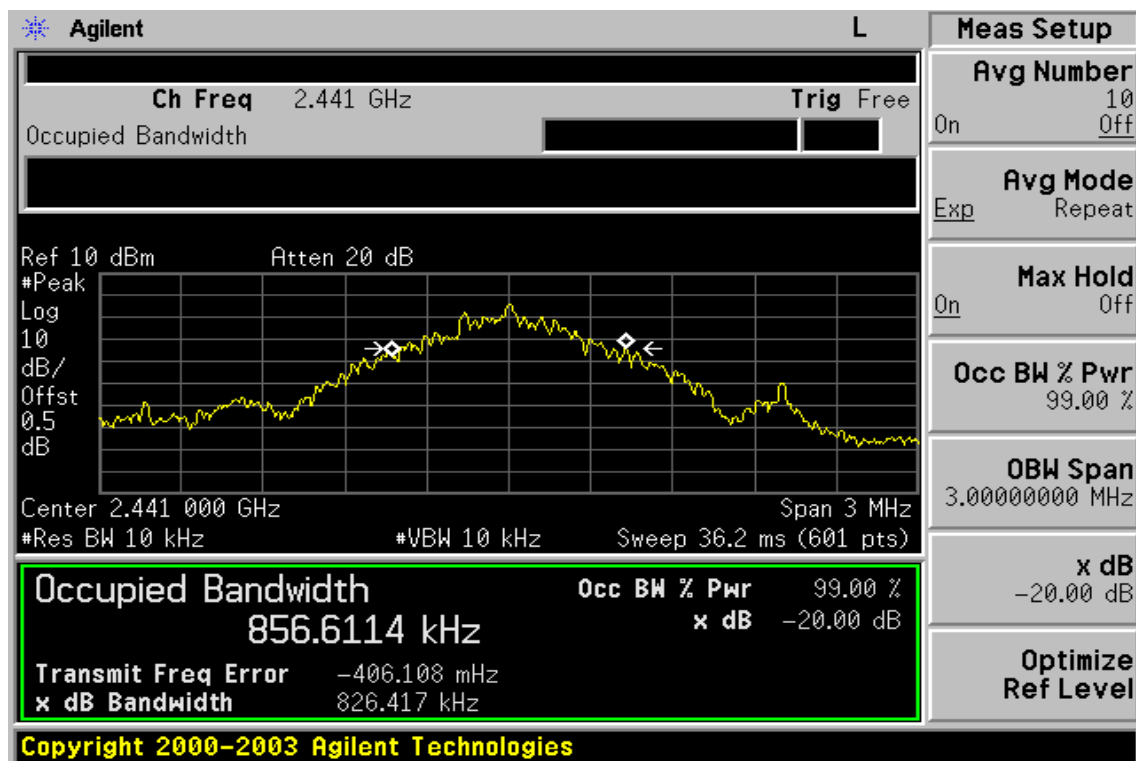 Agilent L
Ch Freq 2.441 GHz Trig Free
Occupied Bandwidth
Ref 10 dBm Atten 20 dB
#Peak
Log
10
dB/
Offst
0.5
dB
Center 2.441 000 GHz Span 3 MHz
#Res BW 10 kHz #VBW 10 kHz Sweep 36.2 ms (601 pts)
Occupied Bandwidth
856.6114 kHz
Occ BW % Pwr 99.00 %
x dB -20.00 dB
Transmit Freq Error -406.108 mHz
x dB Bandwidth 826.417 kHz
Copyright 2000-2003 Agilent Technologies
Meas Setup
Avg Number
10
On Off
Avg Mode
Exp Repeat
Max Hold
On Off
Occ BW % Pwr
99.00 %
OBW Span
3.00000000 MHz
x dB
-20.00 dB
Optimize
Ref Level